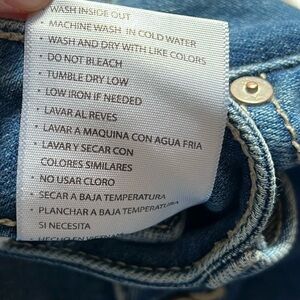 • WASH INSIDE OUT
• MACHINE WASH IN COLD WATER
• WASH AND DRY WITH LIKE COLORS
• DO NOT BLEACH
• TUMBLE DRY LOW
• LOW IRON IF NEEDED
• LAVAR AL REVES
• LAVAR A MAQUINA CON AGUA FRIA
• LAVAR Y SECAR CON
COLORES SIMILARES
• NO USAR CLORO
• SECAR A BAJA TEMPERATURA
• PLANCHAR A BAJA TEMPERATURA
SI NECESITA
• HECHO EN